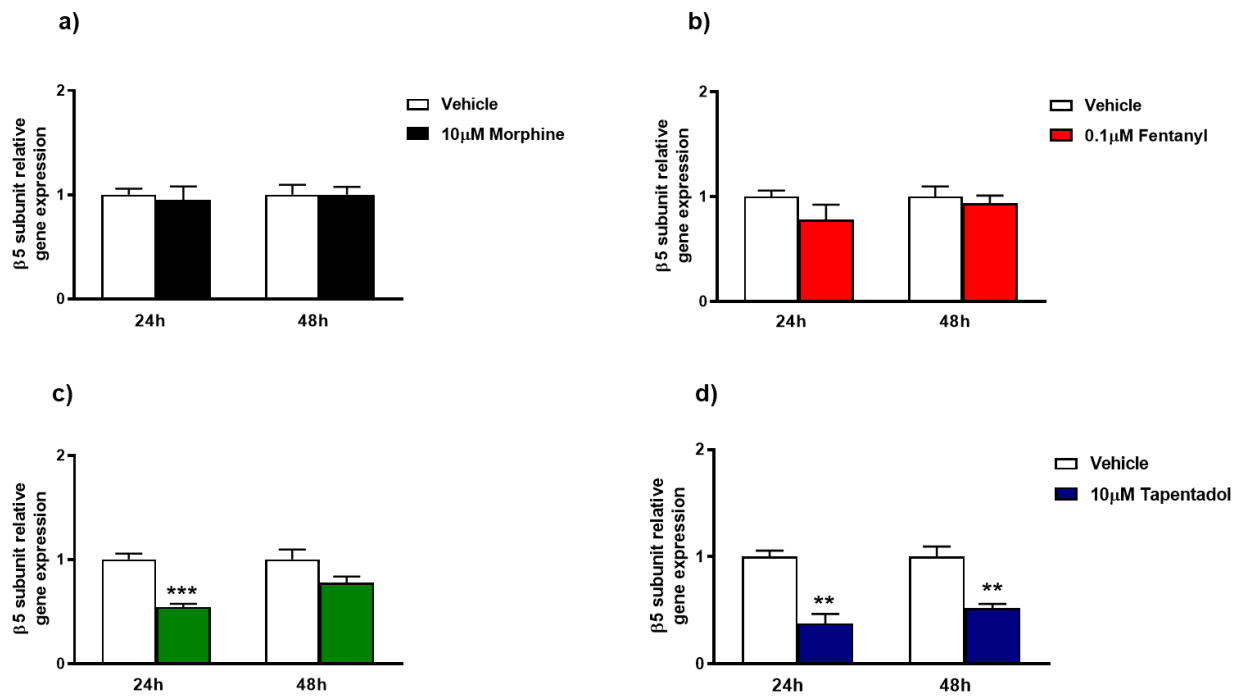 a)
2
1
0
β5 subunit relative
gene expression
24h
48h
Vehicle
10μM Morphine
b)
2
1
0
β5 subunit relative
gene expression
24h
48h
Vehicle
0.1μM Fentanyl
c)
2
1
0
β5 subunit relative
gene expression
***
24h
48h
d)
2
1
0
β5 subunit relative
gene expression
**
**
24h
48h
Vehicle
10μM Tapentadol